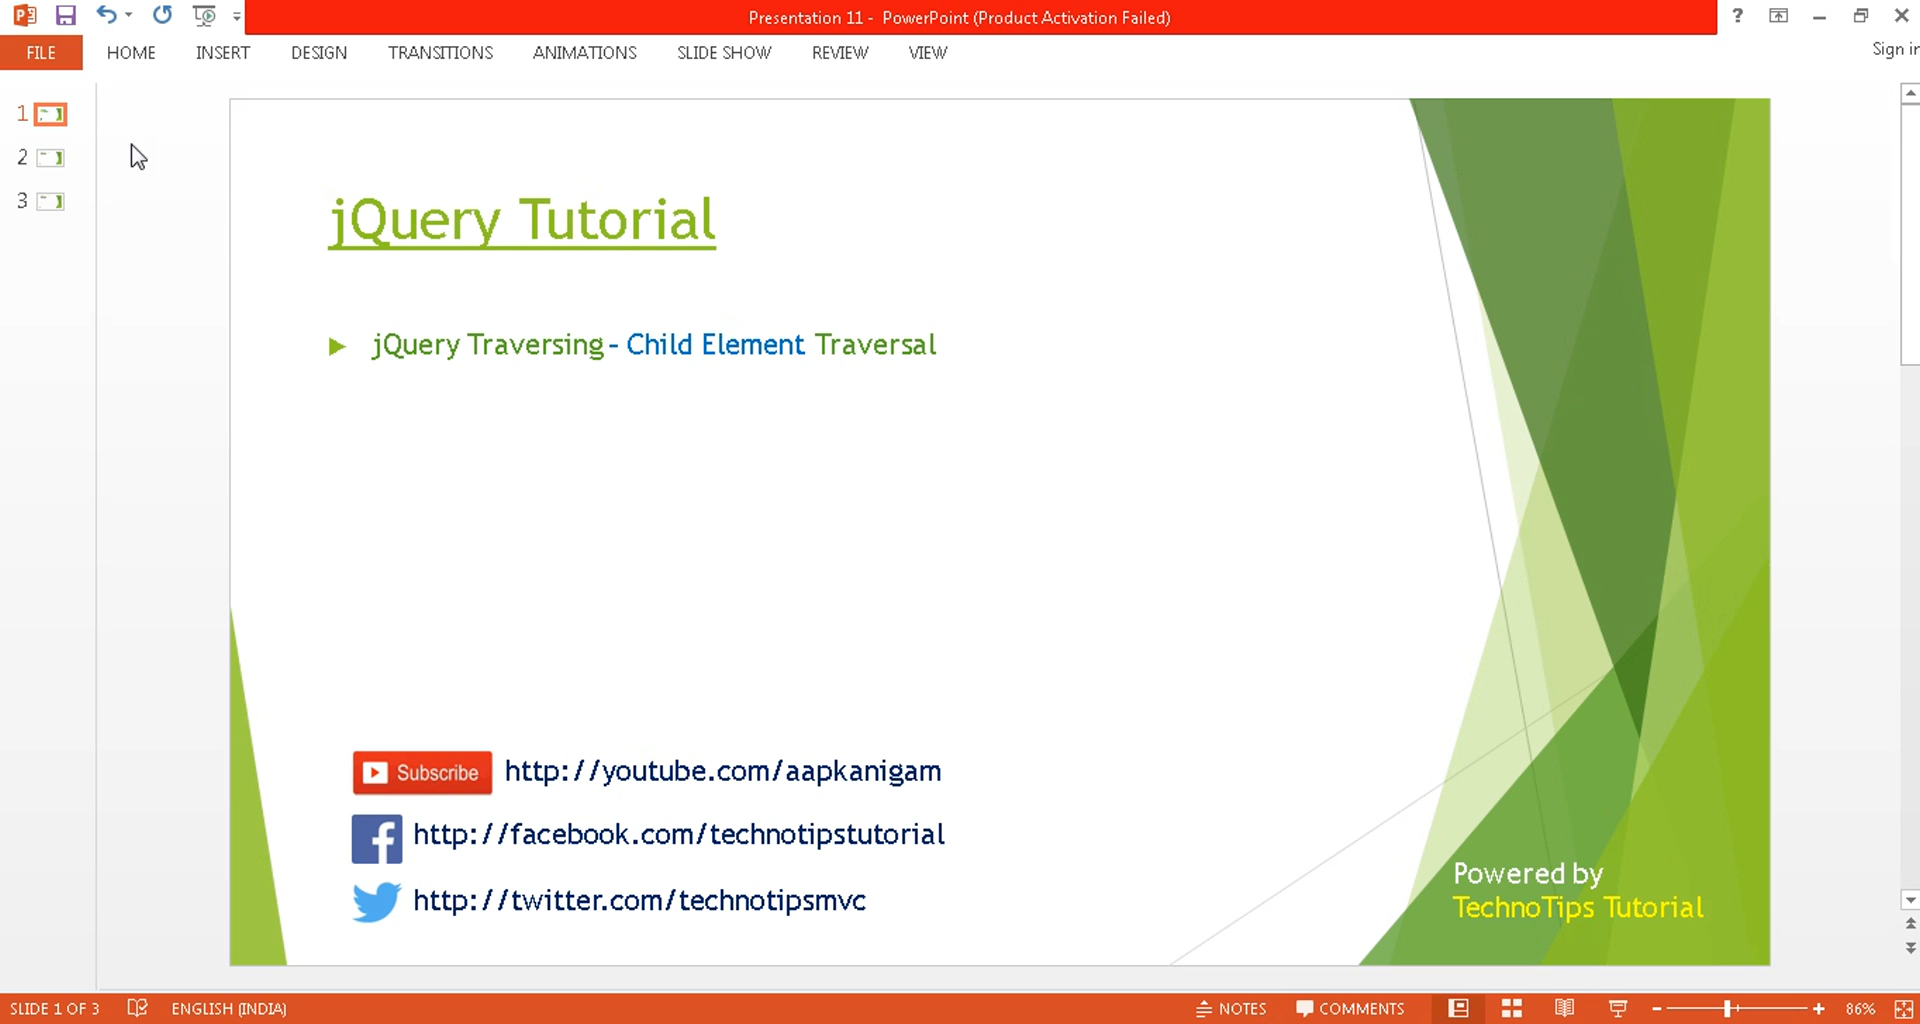 Presentation 11 - PowerPoint (Product Activation Failed)
FILE HOME INSERT DESIGN TRANSITIONS ANIMATIONS SLIDE SHOW REVIEW VIEW
Sign in
1
2
3
jQuery Tutorial
jQuery Traversing - Child Element Traversal
Subscribe http://youtube.com/aapkanigam
http://facebook.com/technotipstutorial
http://twitter.com/technotipsmvc
Powered by
TechnoTips Tutorial
SLIDE 1 OF 3 ENGLISH (INDIA) NOTES COMMENTS 86%